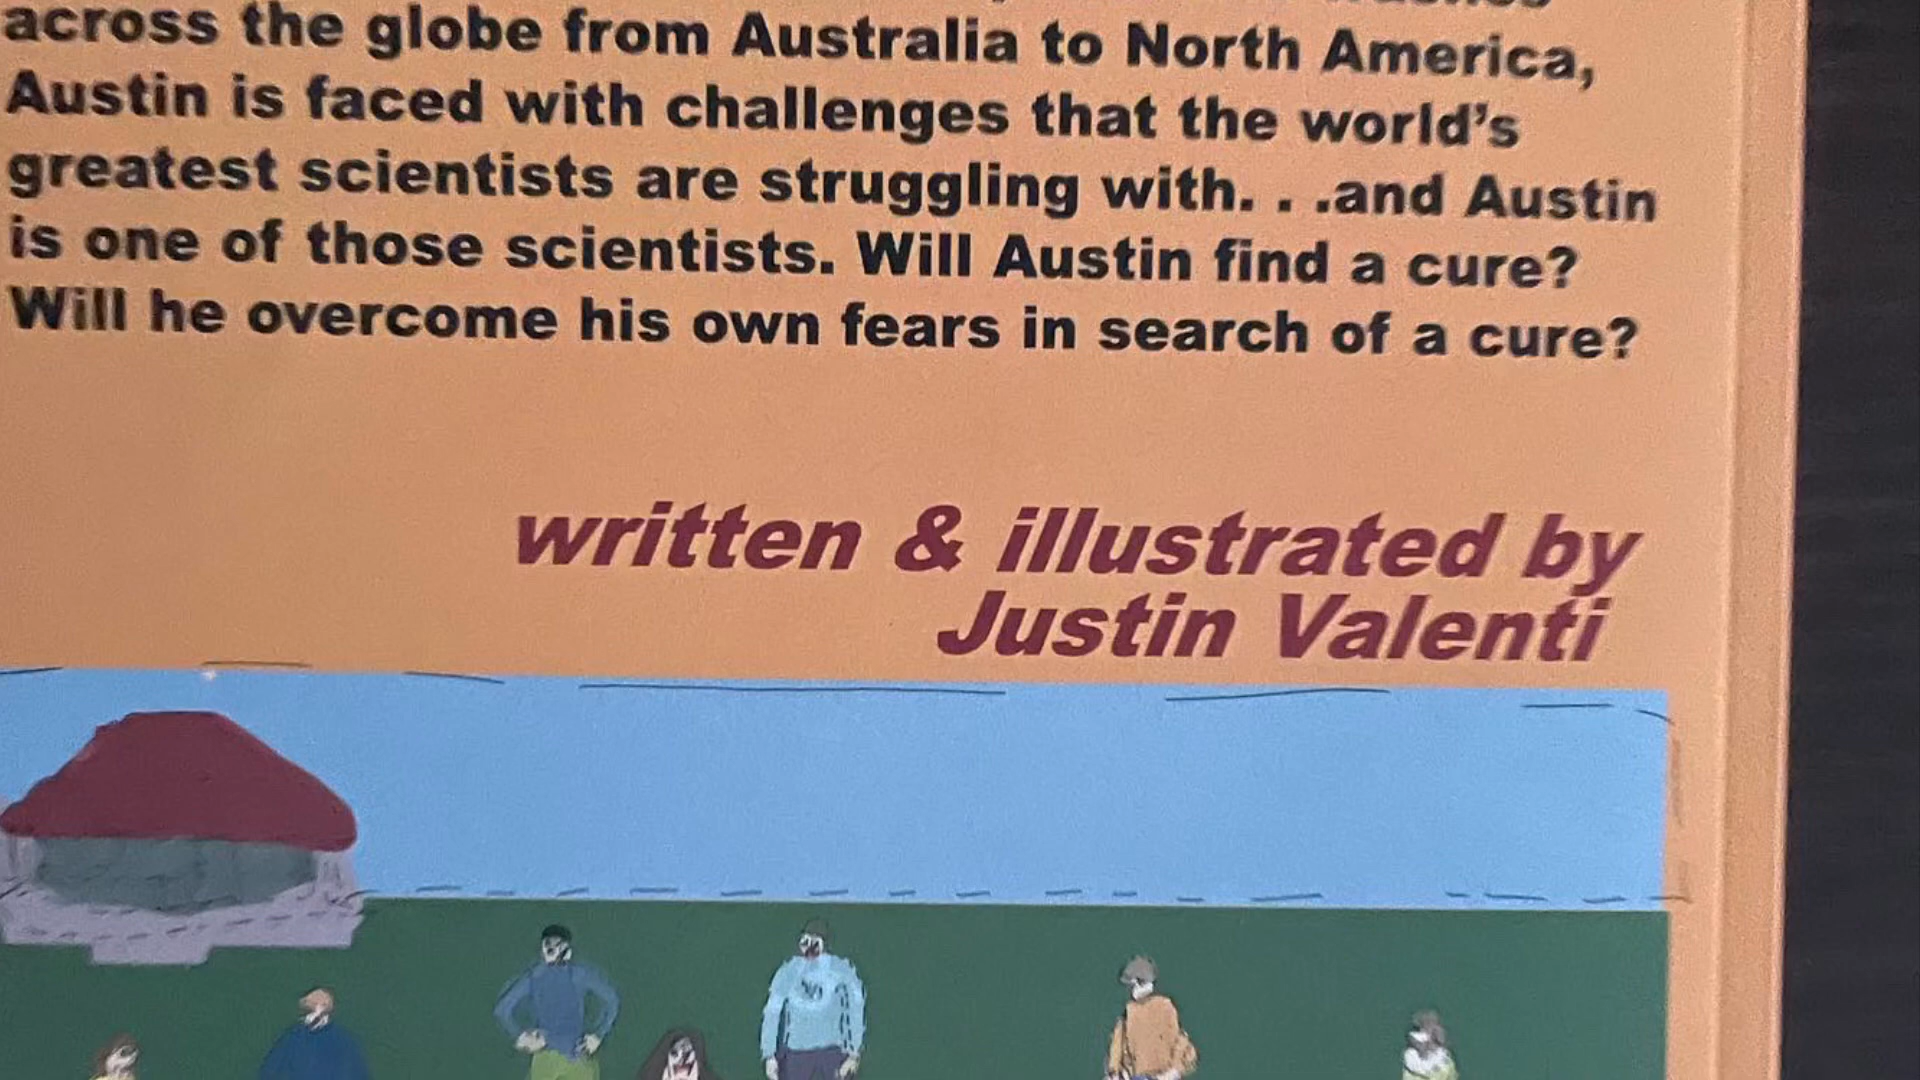 across the globe from Australia to North America,
Austin is faced with challenges that the world's
greatest scientists are struggling with. . .and Austin
is one of those scientists. Will Austin find a cure?
Will he overcome his own fears in search of a cure?
written & illustrated by
Justin Valenti